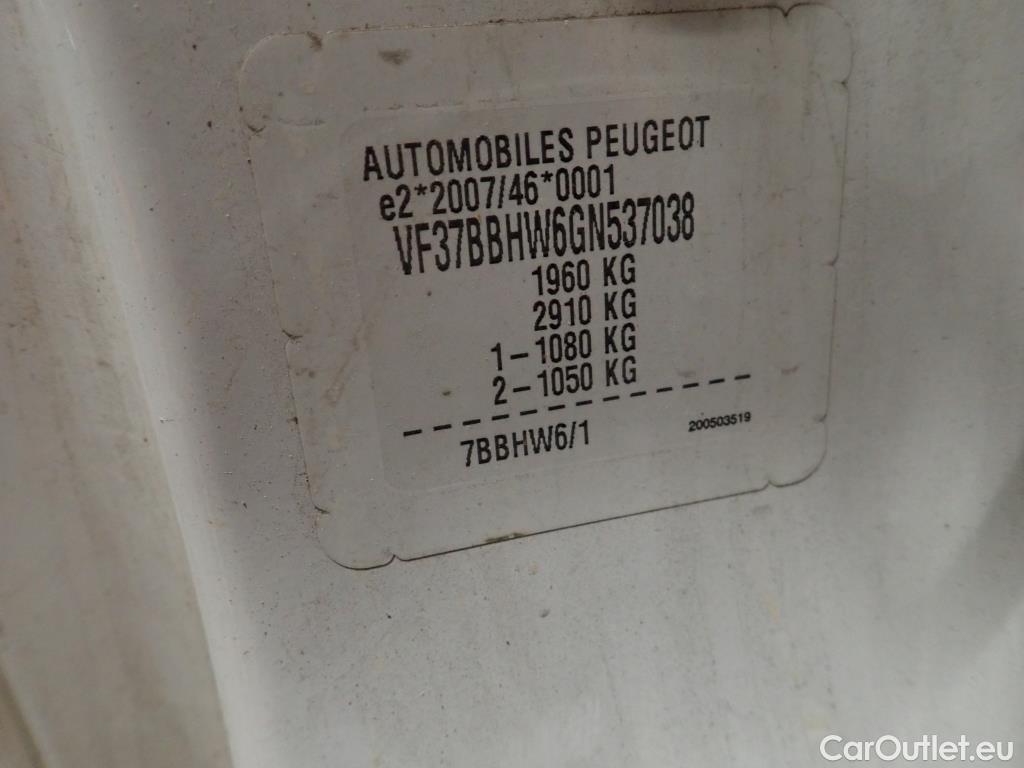 AUTOMOBILES PEUGEOT
e2*2007/46*0001
VF37BBHW6GN537038
1960 KG
2910 KG
1-1080 KG
2-1050 KG
7BBHW6/1 200503519
CarOutlet.eu